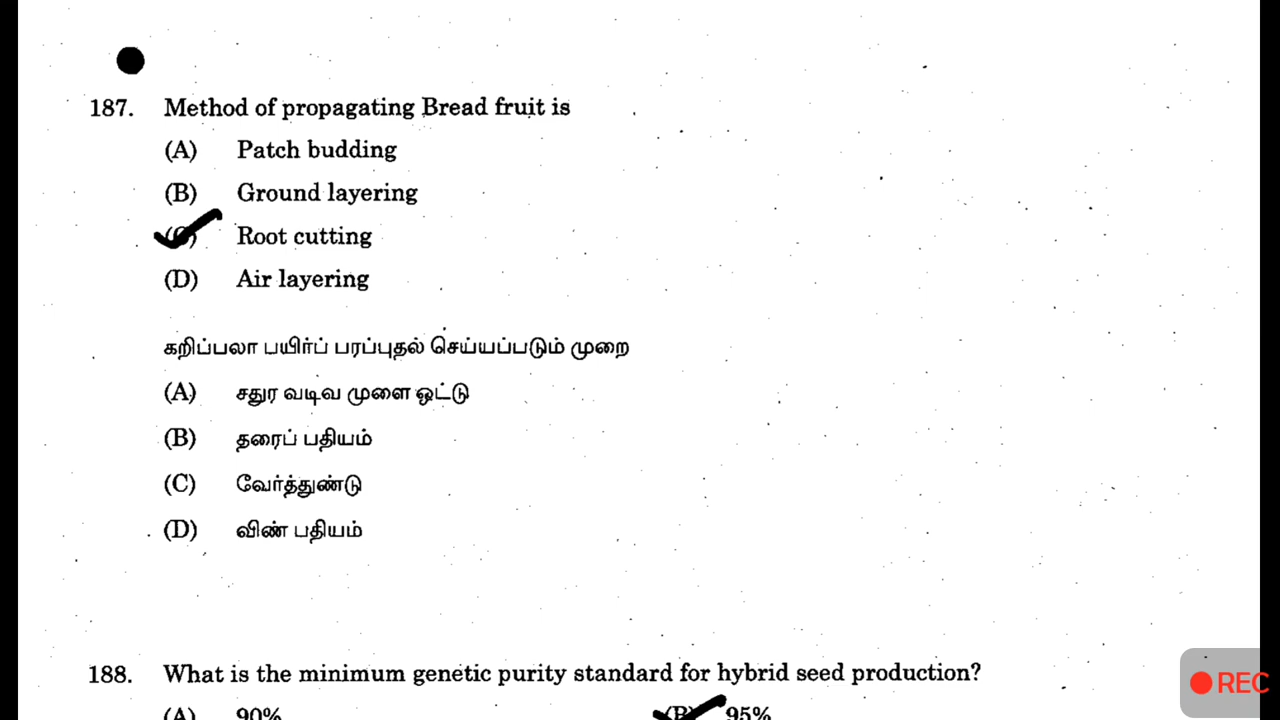 187. Method of propagating Bread fruit is
(A) Patch budding
(B) Ground layering
(C) Root cutting
(D) Air layering
கறிப்பலா பயிர்ப் பரப்புதல் செய்யப்படும் முறை
(A) சதுர வடிவ முளை ஒட்டு
(B) தரைப் பதியம்
(C) வேர்த்துண்டு
(D) விண் பதியம்
188. What is the minimum genetic purity standard for hybrid seed production?
(A) 90% (B) 95%
REC